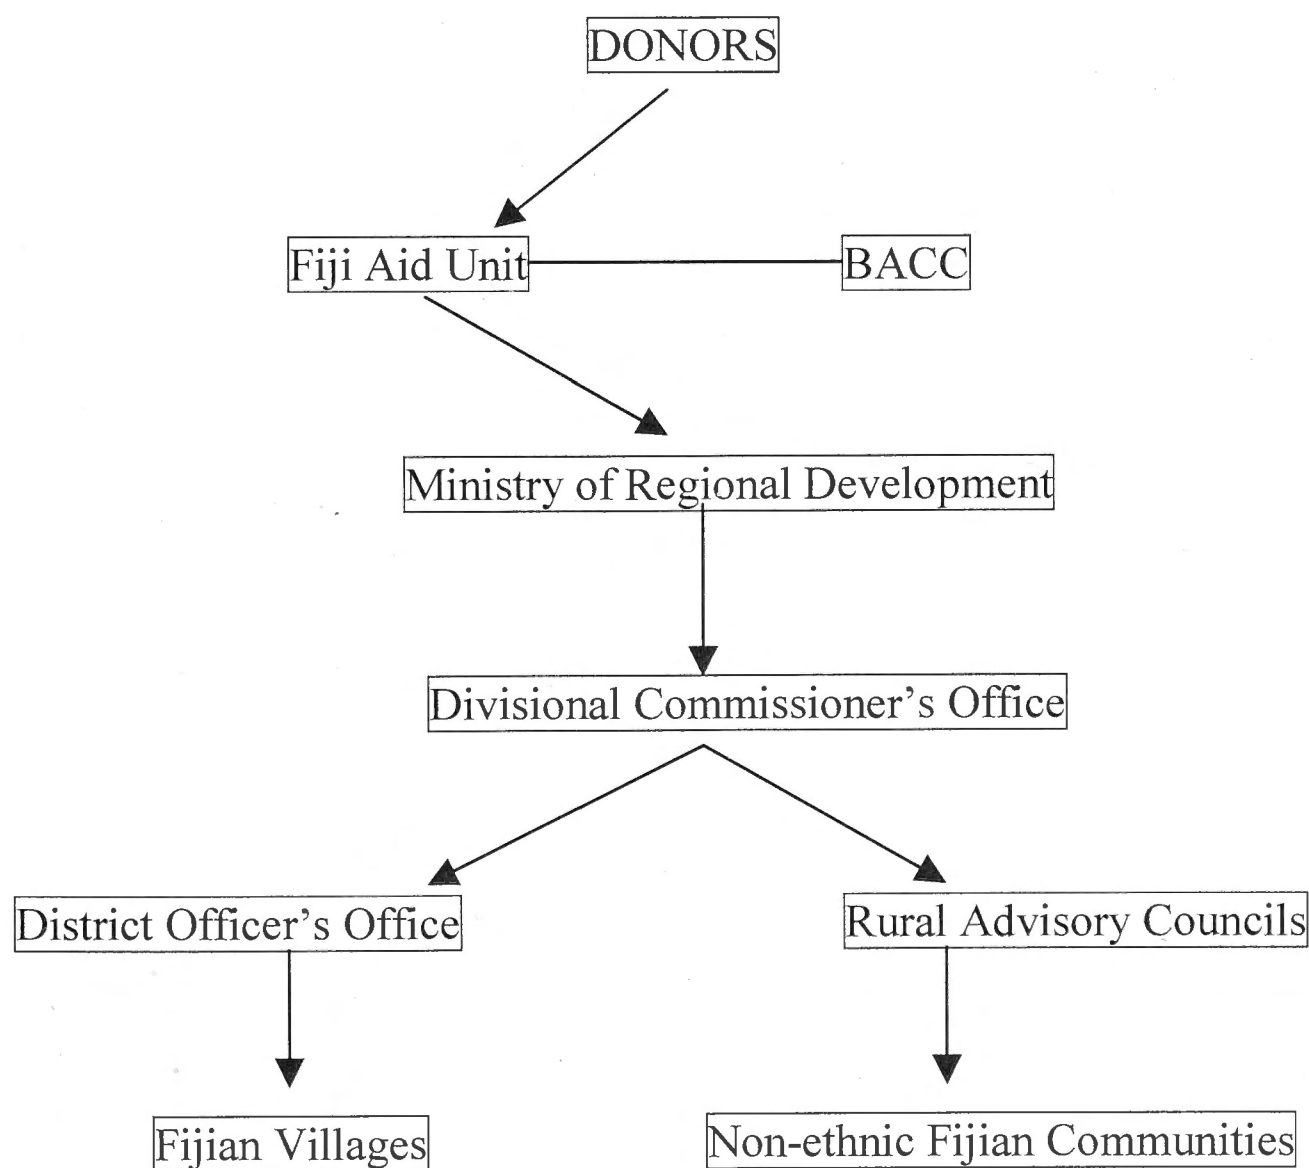 DONORS
Fiji Aid Unit
BACC
Ministry of Regional Development
Divisional Commissioner's Office
District Officer's Office
Rural Advisory Councils
Fijian Villages
Non-ethnic Fijian Communities